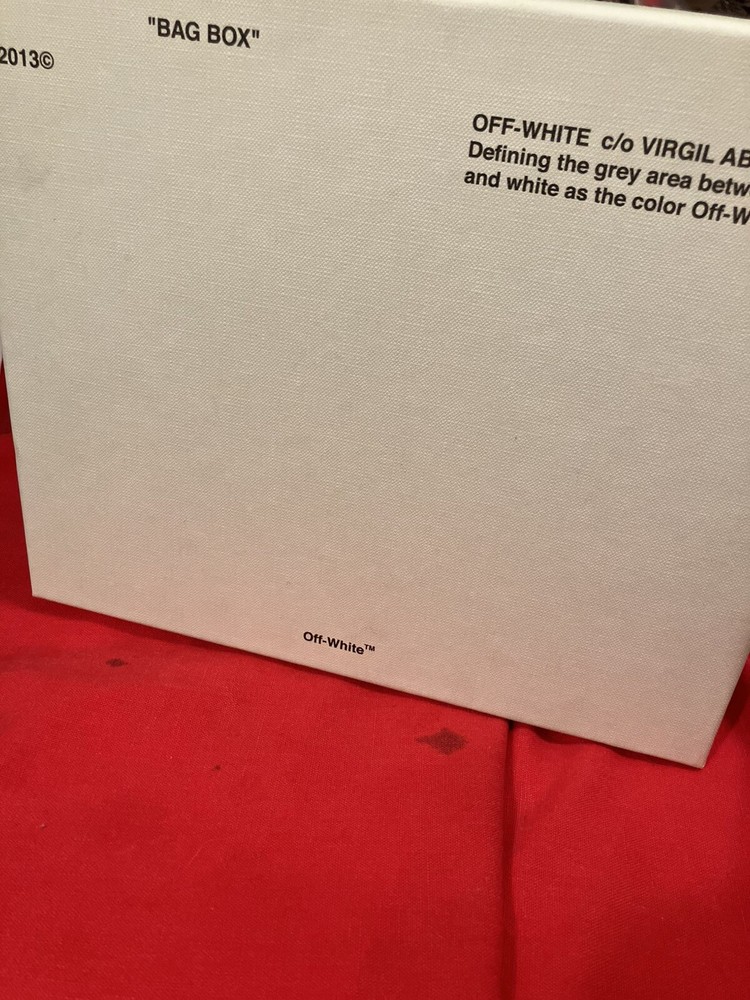 "BAG BOX"
2013©
OFF-WHITE c/o VIRGIL AB
Defining the grey area betw
and white as the color Off-W
Off-White™